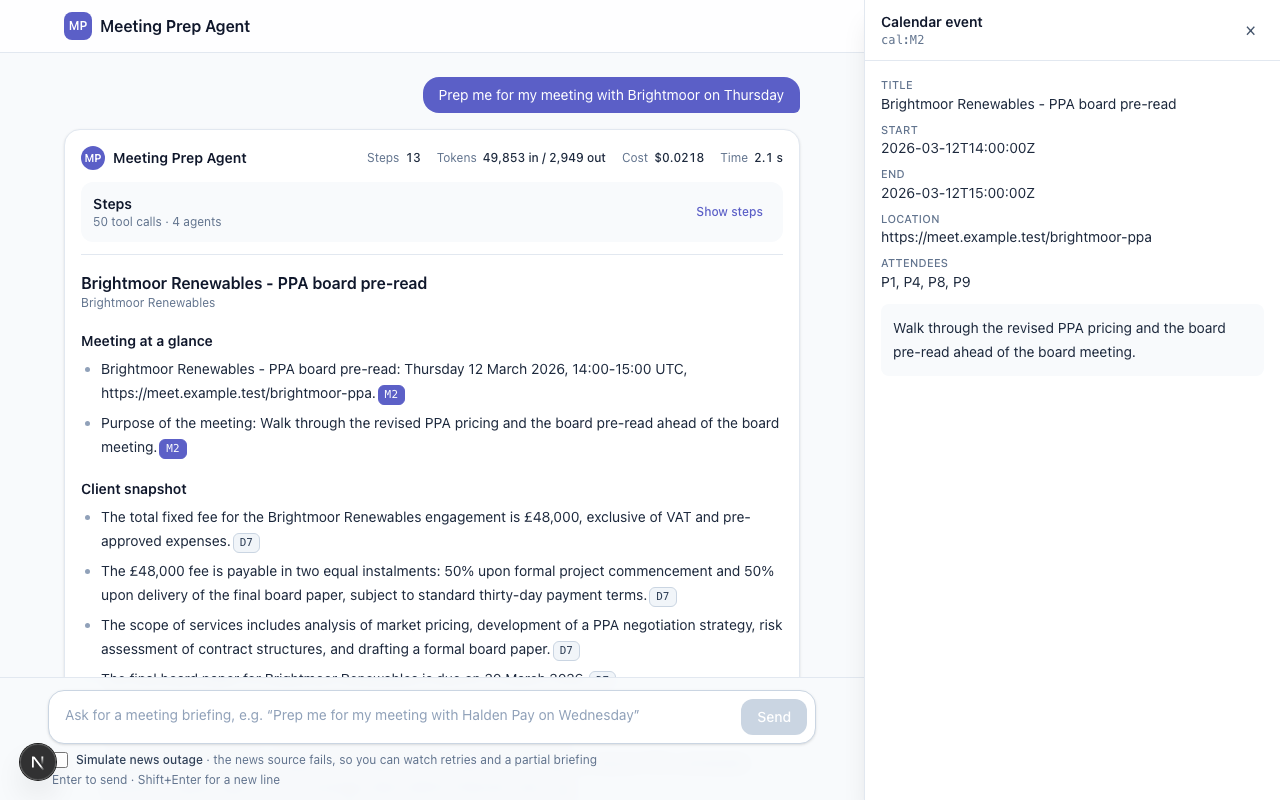 MP Meeting Prep Agent
Prep me for my meeting with Brightmoor on Thursday
MP Meeting Prep Agent Steps 13 Tokens 49,853 in / 2,949 out Cost $0.0218 Time 2.1 s
Steps
50 tool calls · 4 agents
Show steps
Brightmoor Renewables - PPA board pre-read
Brightmoor Renewables
Meeting at a glance
Brightmoor Renewables - PPA board pre-read: Thursday 12 March 2026, 14:00-15:00 UTC,
https://meet.example.test/brightmoor-ppa. M2
Purpose of the meeting: Walk through the revised PPA pricing and the board pre-read ahead of the board
meeting. M2
Client snapshot
The total fixed fee for the Brightmoor Renewables engagement is £48,000, exclusive of VAT and pre-
approved expenses. D7
The £48,000 fee is payable in two equal instalments: 50% upon formal project commencement and 50%
upon delivery of the final board paper, subject to standard thirty-day payment terms. D7
The scope of services includes analysis of market pricing, development of a PPA negotiation strategy, risk
assessment of contract structures, and drafting a formal board paper. D7
The final board paper for Brightmoor Renewables is due on
Ask for a meeting briefing, e.g. “Prep me for my meeting with Halden Pay on Wednesday”
Send
Simulate news outage · the news source fails, so you can watch retries and a partial briefing
Enter to send · Shift+Enter for a new line
N
Calendar event
cal:M2
×
TITLE
Brightmoor Renewables - PPA board pre-read
START
2026-03-12T14:00:00Z
END
2026-03-12T15:00:00Z
LOCATION
https://meet.example.test/brightmoor-ppa
ATTENDEES
P1, P4, P8, P9
Walk through the revised PPA pricing and the board
pre-read ahead of the board meeting.